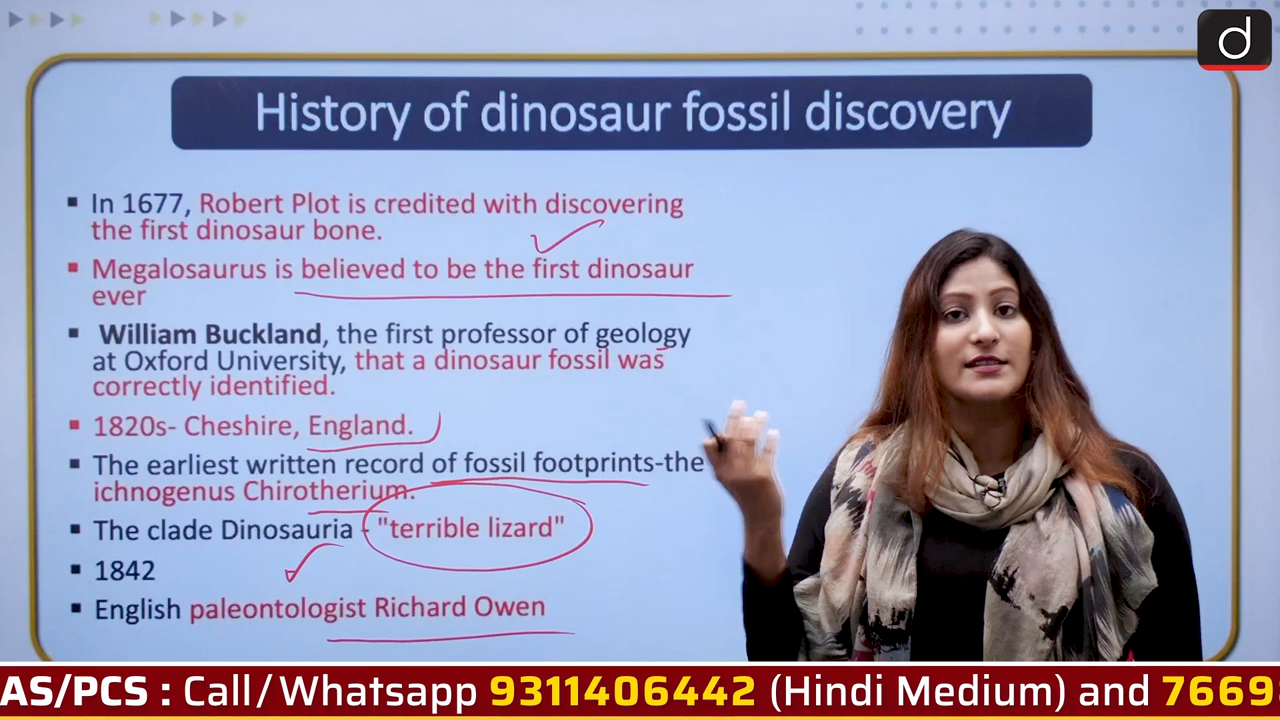 d
History of dinosaur fossil discovery
▪ In 1677, Robert Plot is credited with discovering
the first dinosaur bone.
▪ Megalosaurus is believed to be the first dinosaur
ever
▪ William Buckland, the first professor of geology
at Oxford University, that a dinosaur fossil was
correctly identified.
▪ 1820s- Cheshire, England.
▪ The earliest written record of fossil footprints-the
ichnogenus Chirotherium.
▪ The clade Dinosauria - "terrible lizard"
▪ 1842
▪ English paleontologist Richard Owen
AS/PCS : Call/Whatsapp 9311406442 (Hindi Medium) and 7669